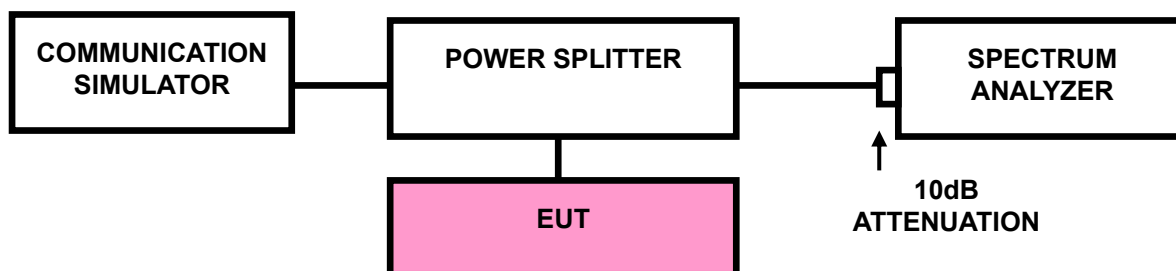 COMMUNICATION
SIMULATOR
POWER SPLITTER
SPECTRUM
ANALYZER
EUT
10dB
ATTENUATION